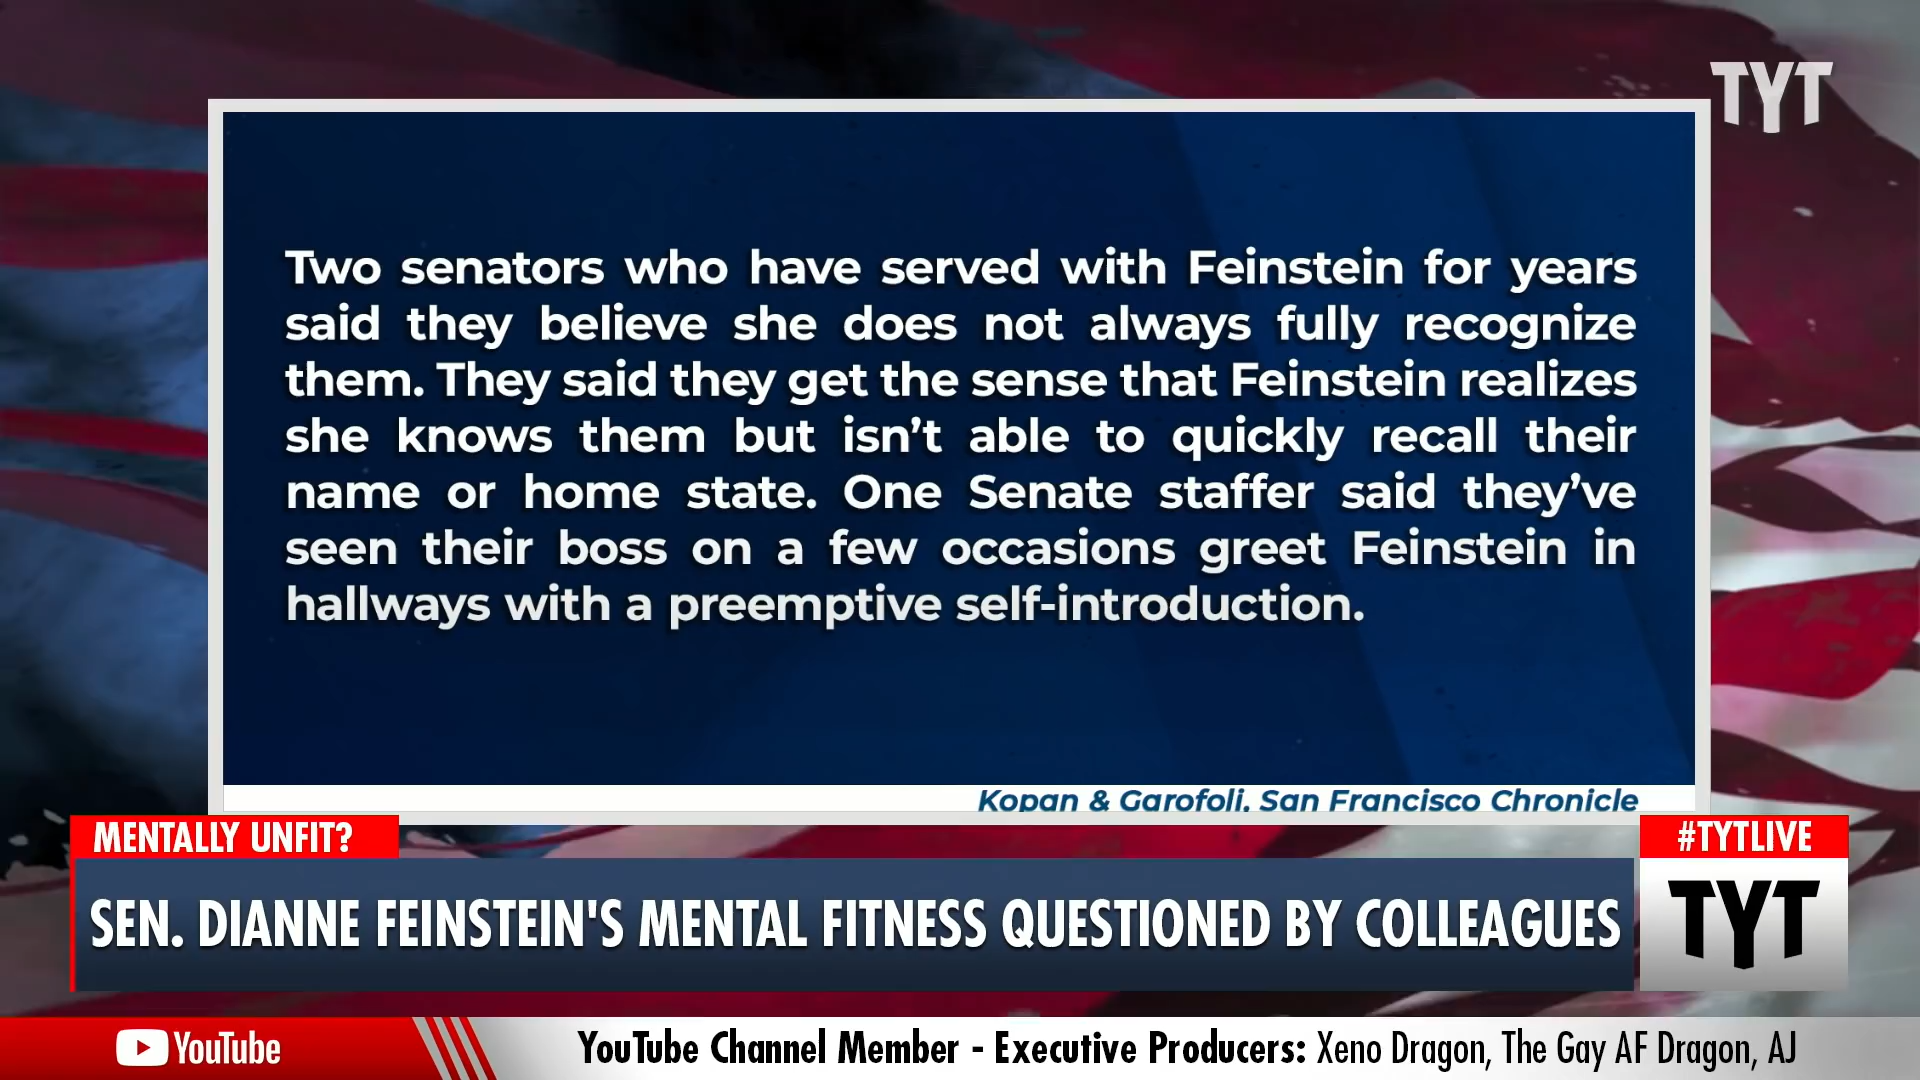 TYT
Two senators who have served with Feinstein for years
said they believe she does not always fully recognize
them. They said they get the sense that Feinstein realizes
she knows them but isn’t able to quickly recall their
name or home state. One Senate staffer said they’ve
seen their boss on a few occasions greet Feinstein in
hallways with a preemptive self-introduction.
Kopan & Garofoli, San Francisco Chronicle
MENTALLY UNFIT?
#TYTLIVE
SEN. DIANNE FEINSTEIN'S MENTAL FITNESS QUESTIONED BY COLLEAGUES
TYT
YouTube
YouTube Channel Member - Executive Producers: Xeno Dragon, The Gay AF Dragon, AJ